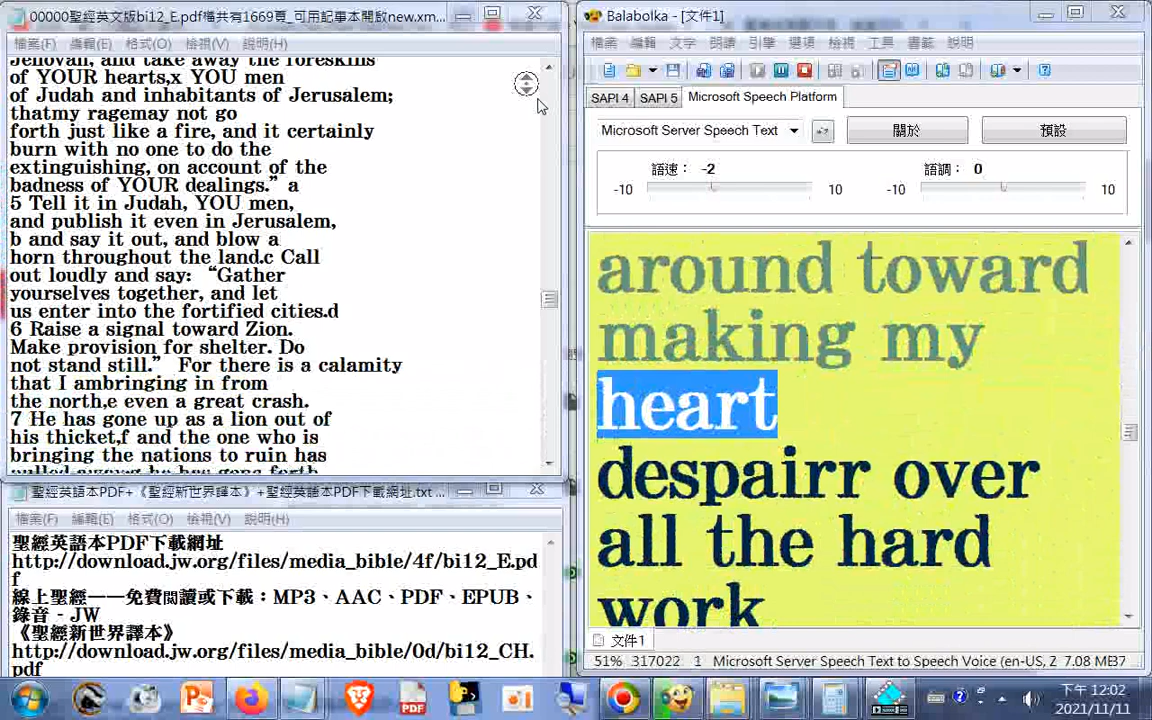 00000聖經英文版bi12_E.pdf檔共有1669頁_可用記事本開啟new.xm...
檔案(F) 編輯(E) 格式(O) 檢視(V) 說明(H)
Jehovah, and take away the foreskins
of YOUR hearts,x YOU men
of Judah and inhabitants of Jerusalem;
thatmy ragemay not go
forth just like a fire, and it certainly
burn with no one to do the
extinguishing, on account of the
badness of YOUR dealings.” a
5 Tell it in Judah, YOU men,
and publish it even in Jerusalem,
b and say it out, and blow a
horn throughout the land.c Call
out loudly and say: “Gather
yourselves together, and let
us enter into the fortified cities.d
6 Raise a signal toward Zion.
Make provision for shelter. Do
not stand still.” For there is a calamity
that I ambringing in from
the north,e even a great crash.
7 He has gone up as a lion out of
his thicket,f and the one who is
bringing the nations to ruin has
聖經英語本PDF+《聖經新世界譯本》+聖經英語本PDF下載網址.txt ...
檔案(F) 編輯(E) 格式(O) 檢視(V) 說明(H)
聖經英語本PDF下載網址
http://download.jw.org/files/media_bible/4f/bi12_E.pd
f
線上聖經——免費閱讀或下載：MP3、AAC、PDF、EPUB、
錄音 - JW
《聖經新世界譯本》
http://download.jw.org/files/media_bible/0d/bi12_CH.
pdf
Balabolka - [文件1]
檔案 編輯 文字 朗讀 引擎 選項 檢視 工具 書籤 說明
SAPI 4 SAPI 5 Microsoft Speech Platform
Microsoft Server Speech Text 關於 預設
語速： -2 語調： 0
-10 10 -10 10
around toward
making my
heart
despairr over
all the hard
work
文件1
51% 317022 1 Microsoft Server Speech Text to Speech Voice (en-US, Z 7.08 MB37
下午 12:02
2021/11/11